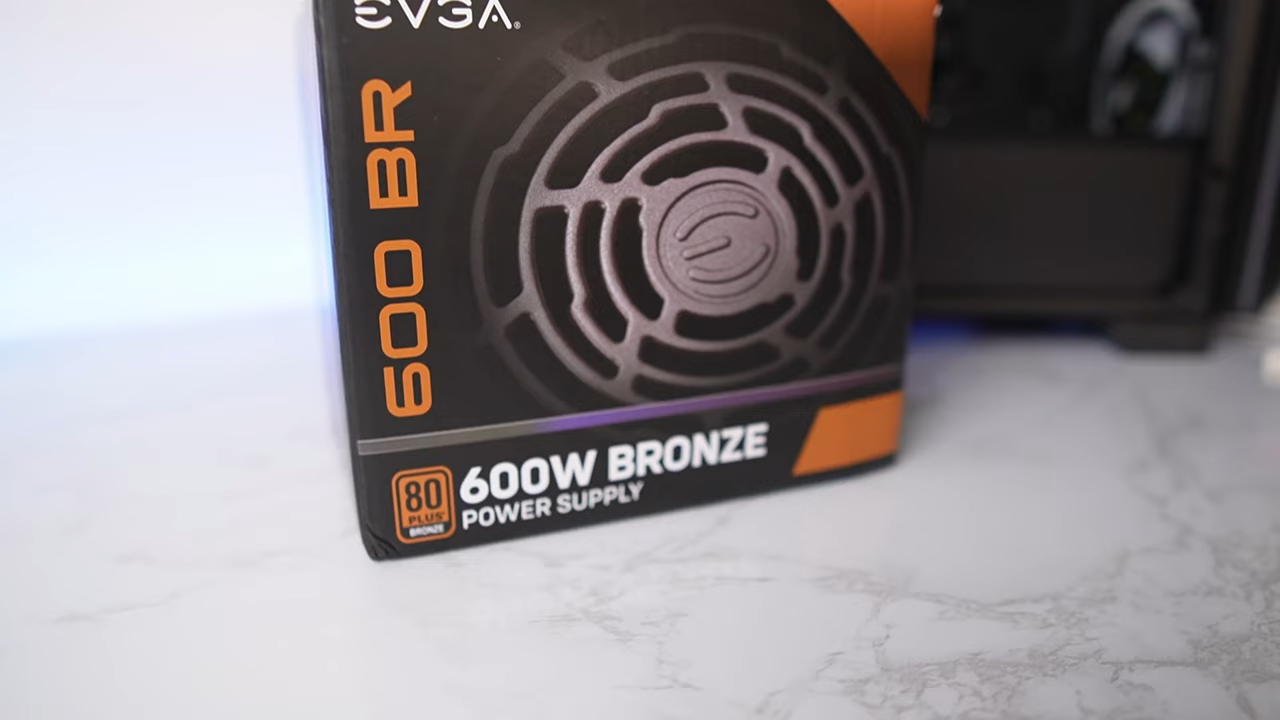 EVGA®
600 BR
600W BRONZE
POWER SUPPLY
80
PLUS
BRONZE